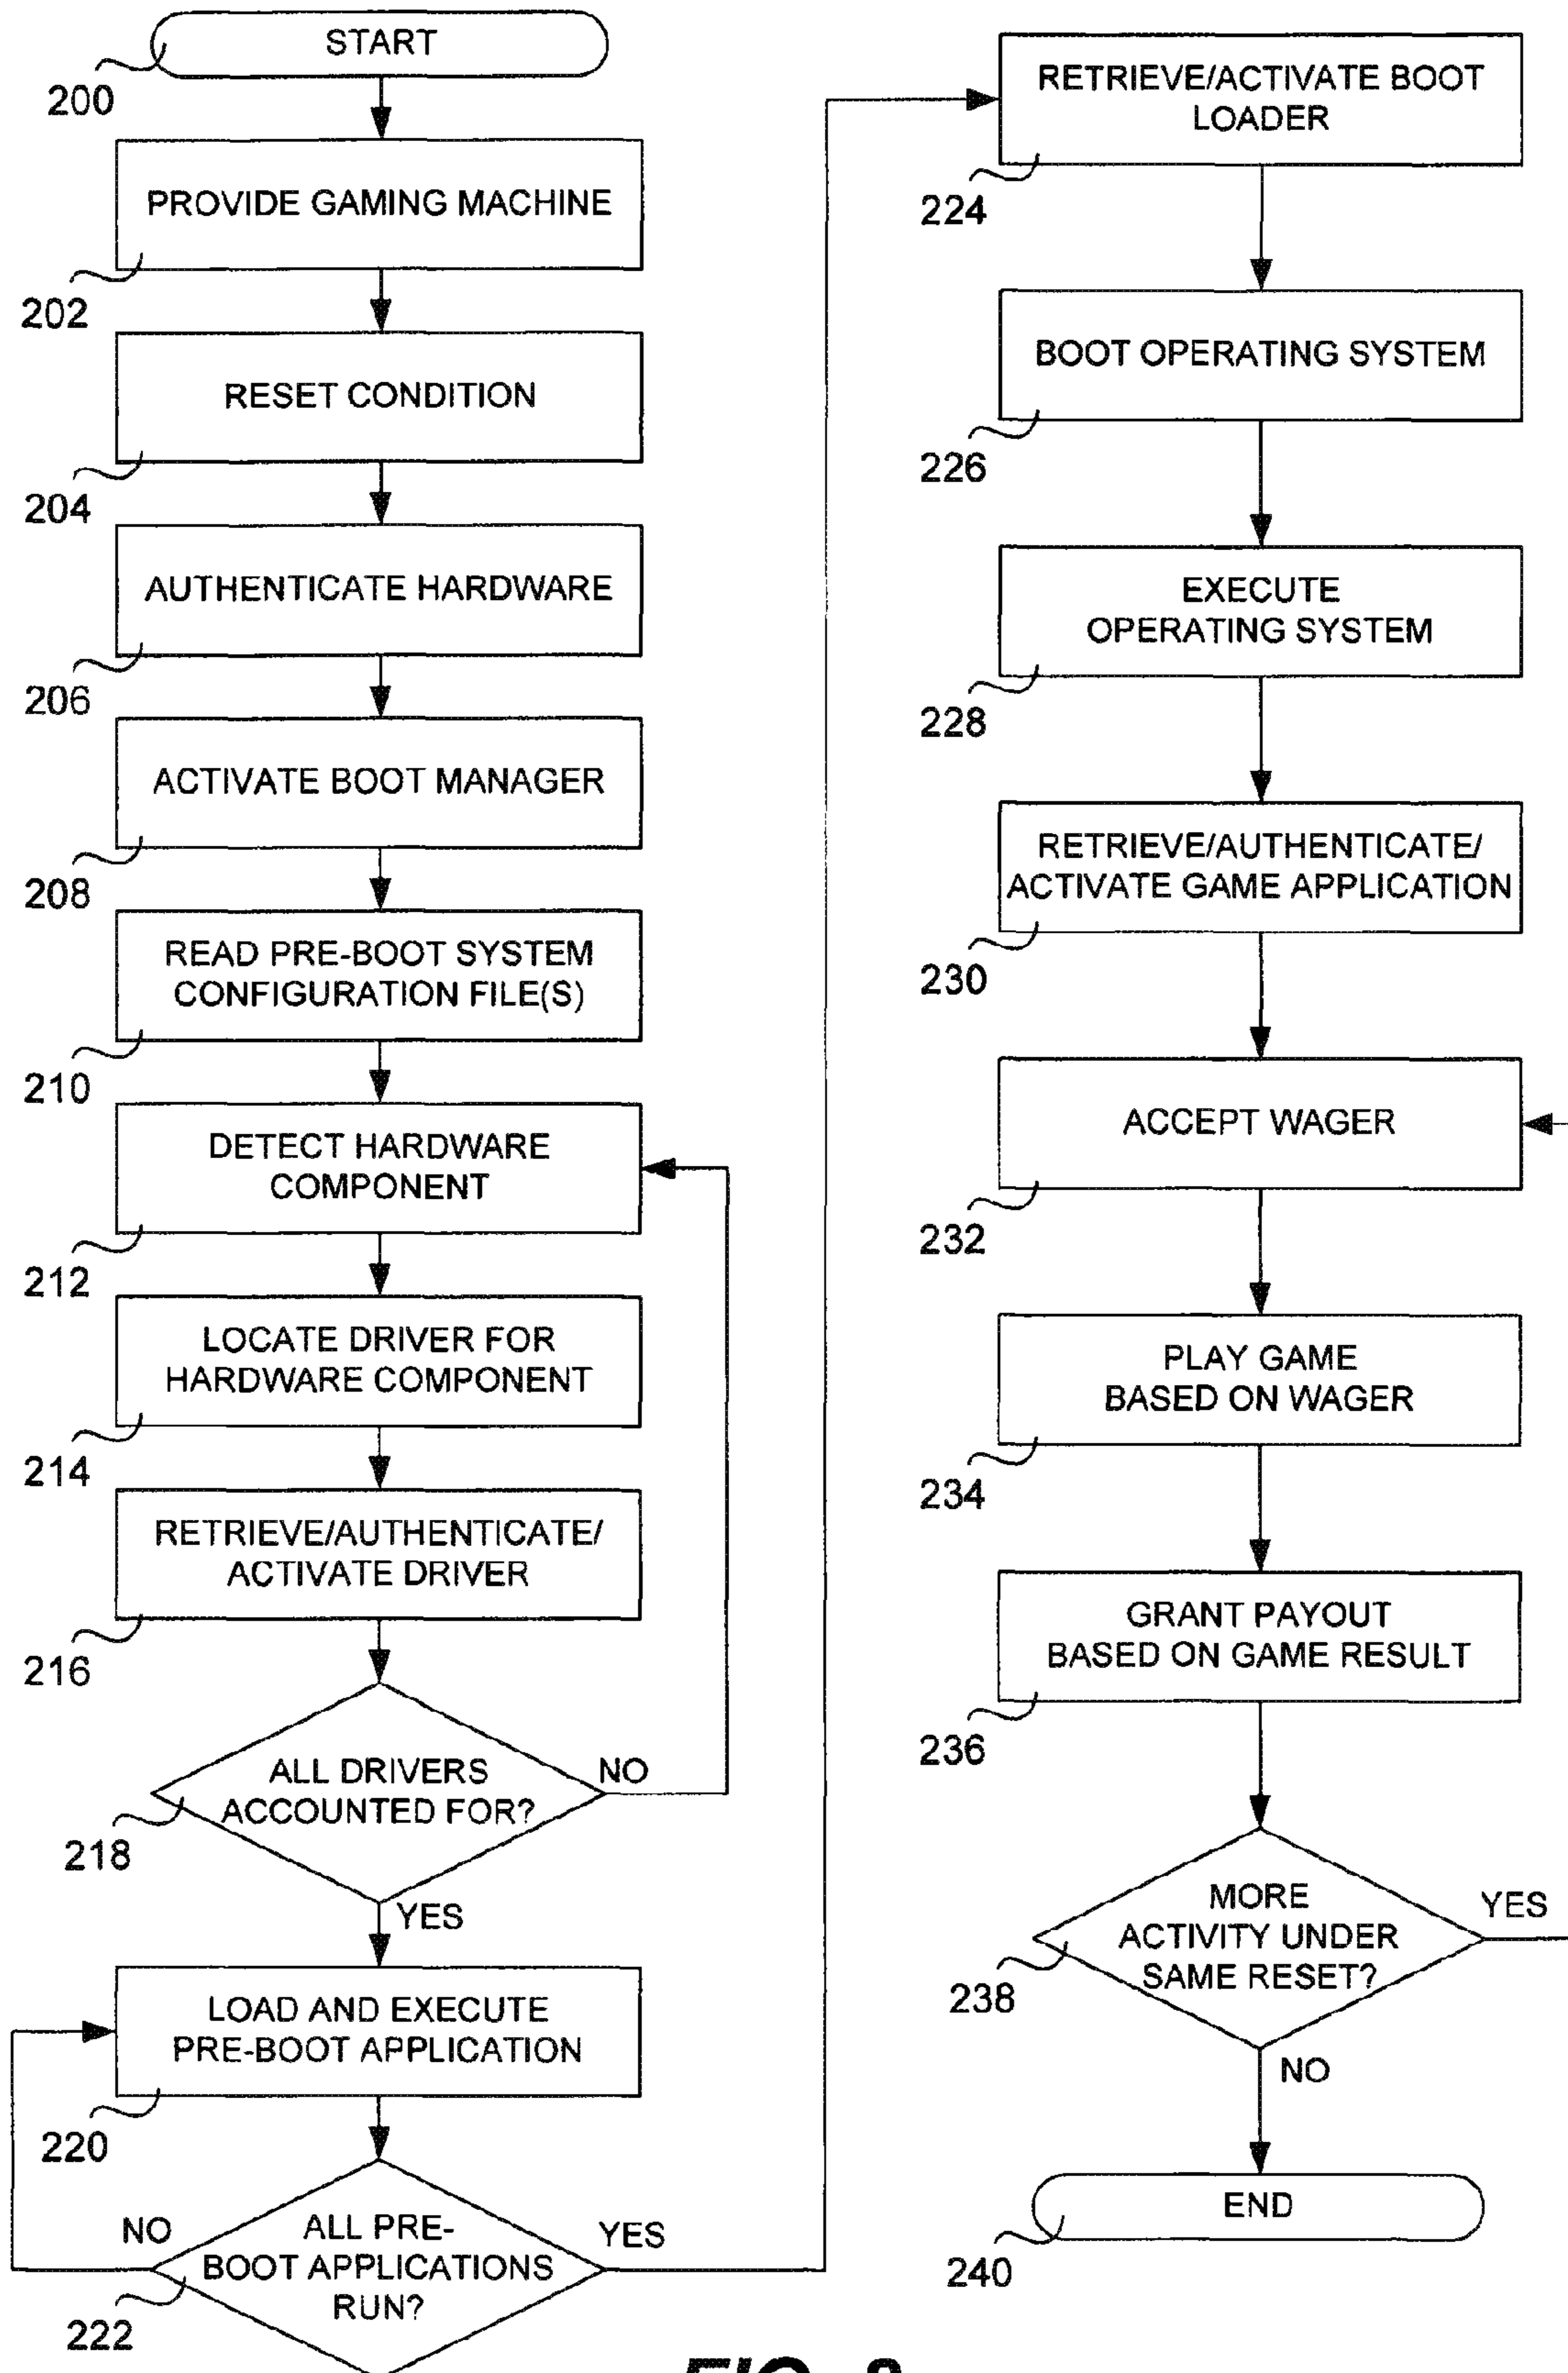 START
200
PROVIDE GAMING MACHINE
202
RESET CONDITION
204
AUTHENTICATE HARDWARE
206
ACTIVATE BOOT MANAGER
208
READ PRE-BOOT SYSTEM
CONFIGURATION FILE(S)
210
DETECT HARDWARE
COMPONENT
212
LOCATE DRIVER FOR
HARDWARE COMPONENT
214
RETRIEVE/AUTHENTICATE/
ACTIVATE DRIVER
216
ALL DRIVERS
ACCOUNTED FOR?
NO
218
YES
LOAD AND EXECUTE
PRE-BOOT APPLICATION
220
NO
ALL PRE-
BOOT APPLICATIONS
RUN?
YES
222
RETRIEVE/ACTIVATE BOOT
LOADER
224
BOOT OPERATING SYSTEM
226
EXECUTE
OPERATING SYSTEM
228
RETRIEVE/AUTHENTICATE/
ACTIVATE GAME APPLICATION
230
ACCEPT WAGER
232
PLAY GAME
BASED ON WAGER
234
GRANT PAYOUT
BASED ON GAME RESULT
236
MORE
ACTIVITY UNDER
SAME RESET?
YES
238
NO
END
240